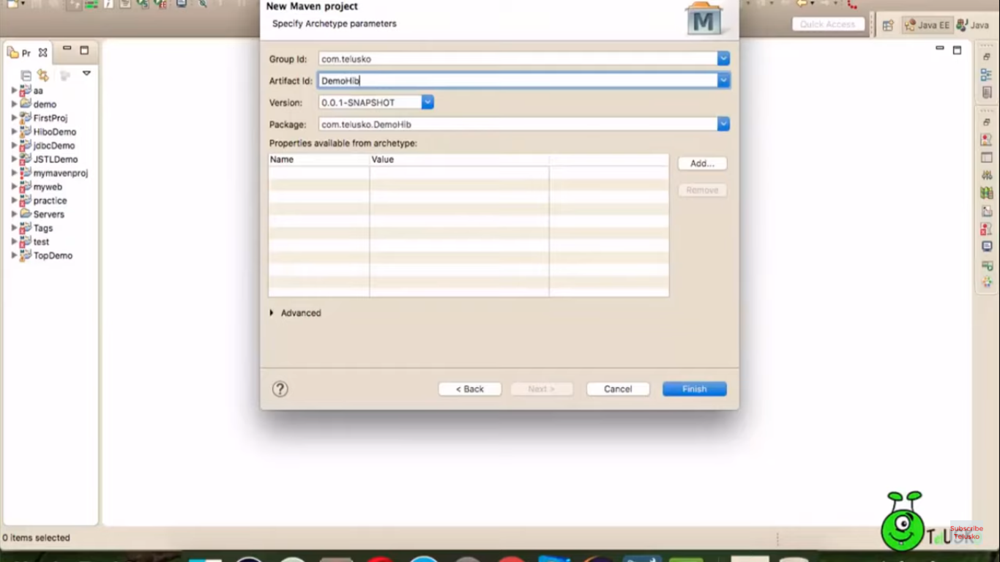 New Maven project
Specify Archetype parameters
Quick Access
Java EE
Java
Pr
Group Id: com.telusko
Artifact Id: DemoHib
Version: 0.0.1-SNAPSHOT
Package: com.telusko.DemoHib
Properties available from archetype:
Name Value
Add...
Remove
Advanced
< Back
Next >
Cancel
Finish
aa
demo
FirstProj
HiboDemo
jdbcDemo
JSTLDemo
mymavenproj
myweb
practice
Servers
Tags
test
TopDemo
0 items selected
Subscribe
Telusko